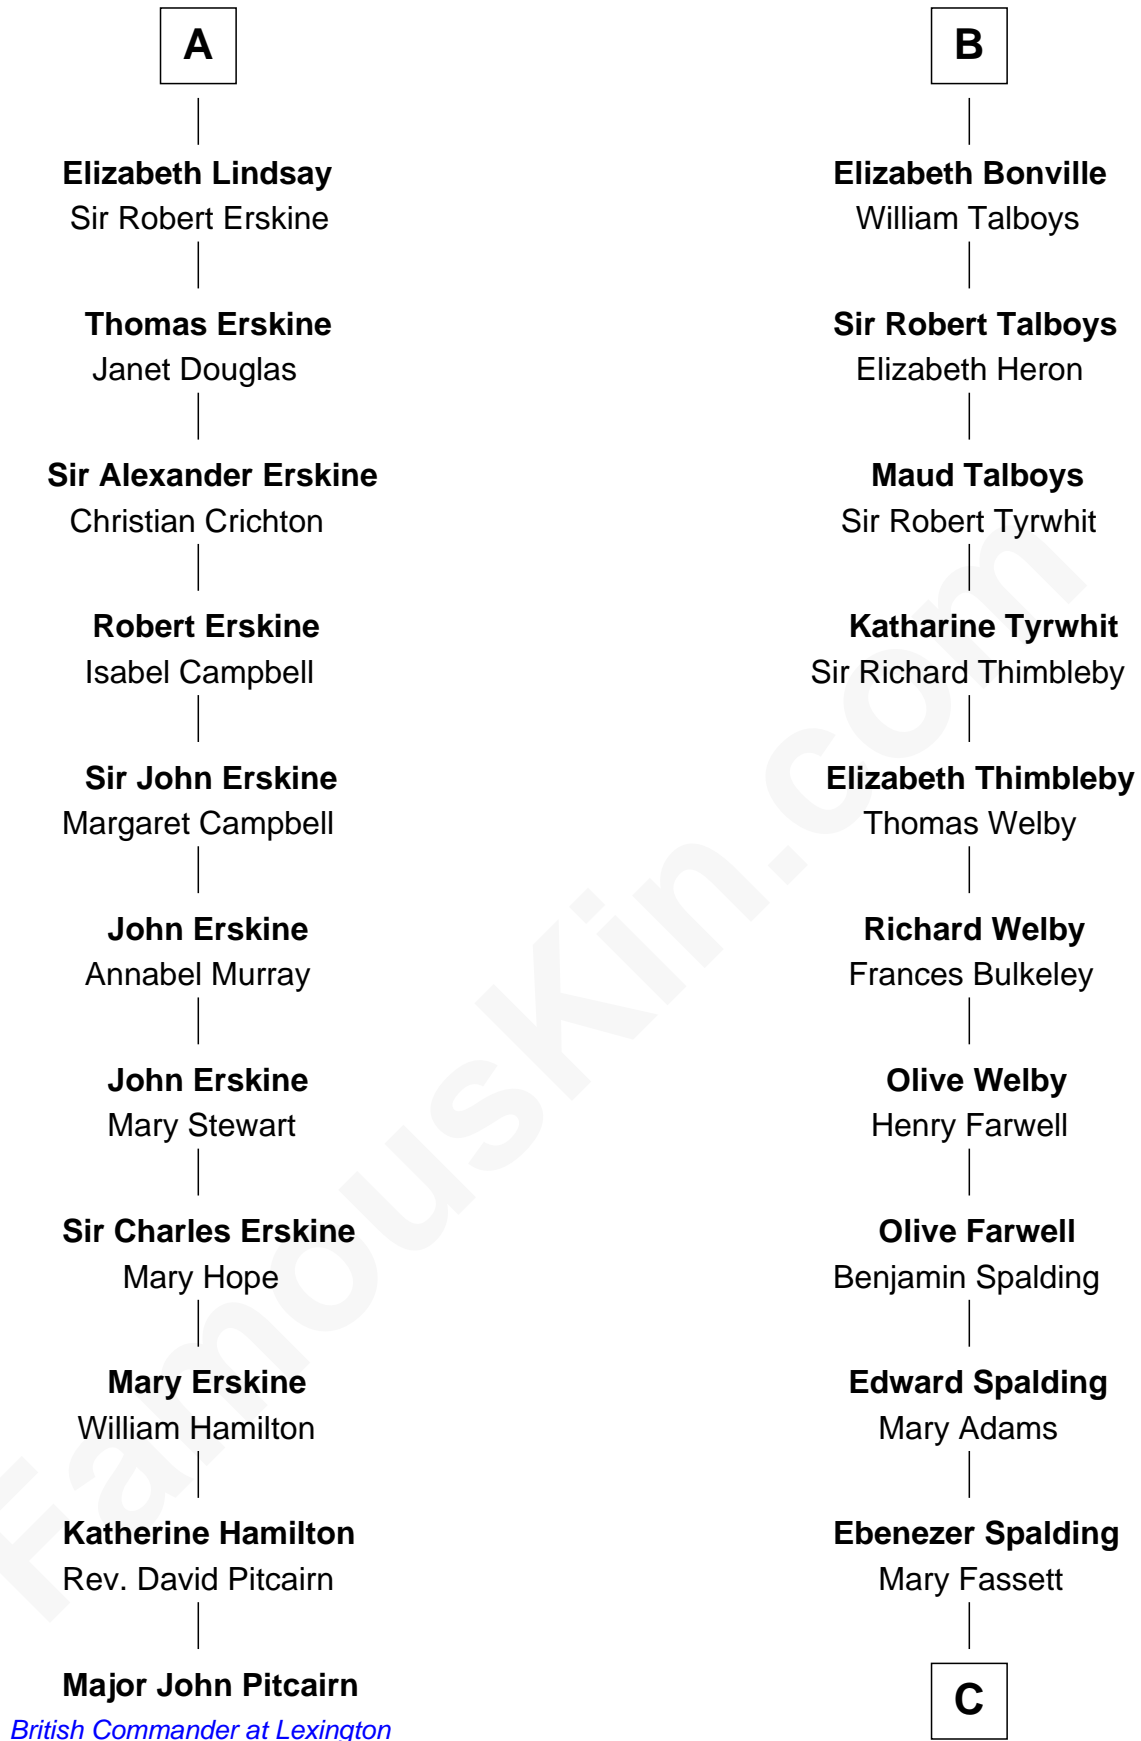 A
Elizabeth Lindsay
Sir Robert Erskine
Thomas Erskine
Janet Douglas
Sir Alexander Erskine
Christian Crichton
Robert Erskine
Isabel Campbell
Sir John Erskine
Margaret Campbell
John Erskine
Annabel Murray
John Erskine
Mary Stewart
Sir Charles Erskine
Mary Hope
Mary Erskine
William Hamilton
Katherine Hamilton
Rev. David Pitcairn
Major John Pitcairn
British Commander at Lexington
B
Elizabeth Bonville
William Talboys
Sir Robert Talboys
Elizabeth Heron
Maud Talboys
Sir Robert Tyrwhit
Katharine Tyrwhit
Sir Richard Thimbleby
Elizabeth Thimbleby
Thomas Welby
Richard Welby
Frances Bulkeley
Olive Welby
Henry Farwell
Olive Farwell
Benjamin Spalding
Edward Spalding
Mary Adams
Ebenezer Spalding
Mary Fassett
C
FamousKin.com